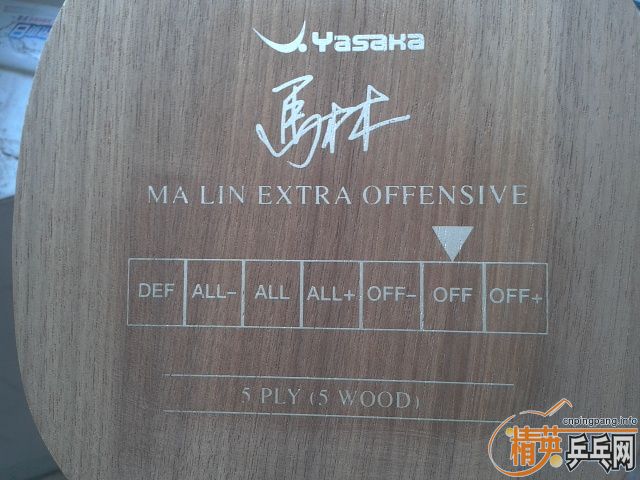 Yasaka
馬林
MA LIN EXTRA OFFENSIVE
DEF ALL- ALL ALL+ OFF- OFF OFF+
5 PLY (5 WOOD)
cnpingpang.info
精英乒乓网